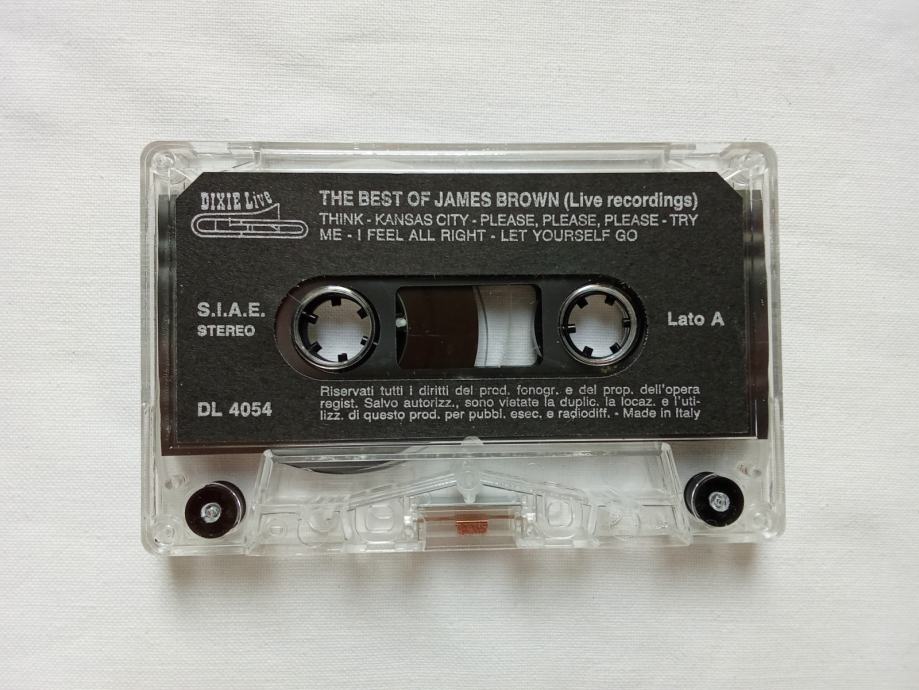 DIXIE Live
THE BEST OF JAMES BROWN (Live recordings)
THINK - KANSAS CITY - PLEASE, PLEASE, PLEASE - TRY
ME - I FEEL ALL RIGHT - LET YOURSELF GO
S.I.A.E.
STEREO
Lato A
DL 4054
Riservati tutti i diritti del prod. fonogr. e del prop. dell'opera
regist. Salvo autorizz., sono vietate la duplic. la locaz. e l'uti-
lizz. di questo prod. per pubbl. esec. e radiodiff. - Made in Italy